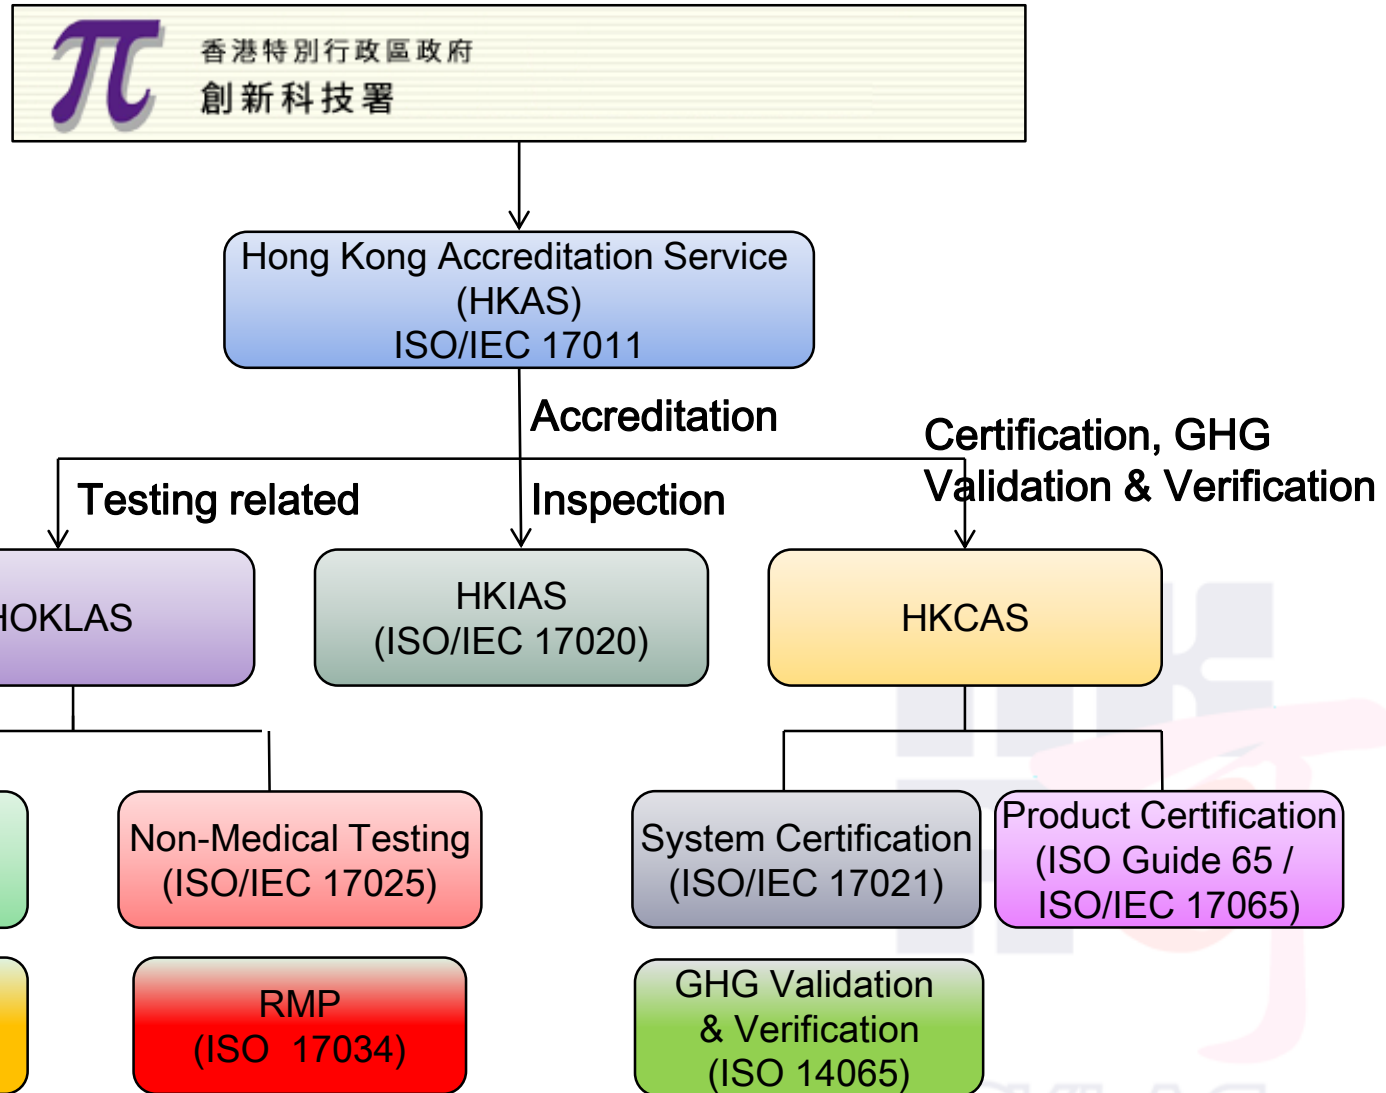 香港特別行政區政府
創新科技署
Hong Kong Accreditation Service
(HKAS)
ISO/IEC 17011
Accreditation
Certification, GHG
Validation & Verification
Testing related
Inspection
HOKLAS
HKIAS
(ISO/IEC 17020)
HKCAS
Non-Medical Testing
(ISO/IEC 17025)
System Certification
(ISO/IEC 17021)
Product Certification
(ISO Guide 65 /
ISO/IEC 17065)
RMP
(ISO 17034)
GHG Validation
& Verification
(ISO 14065)